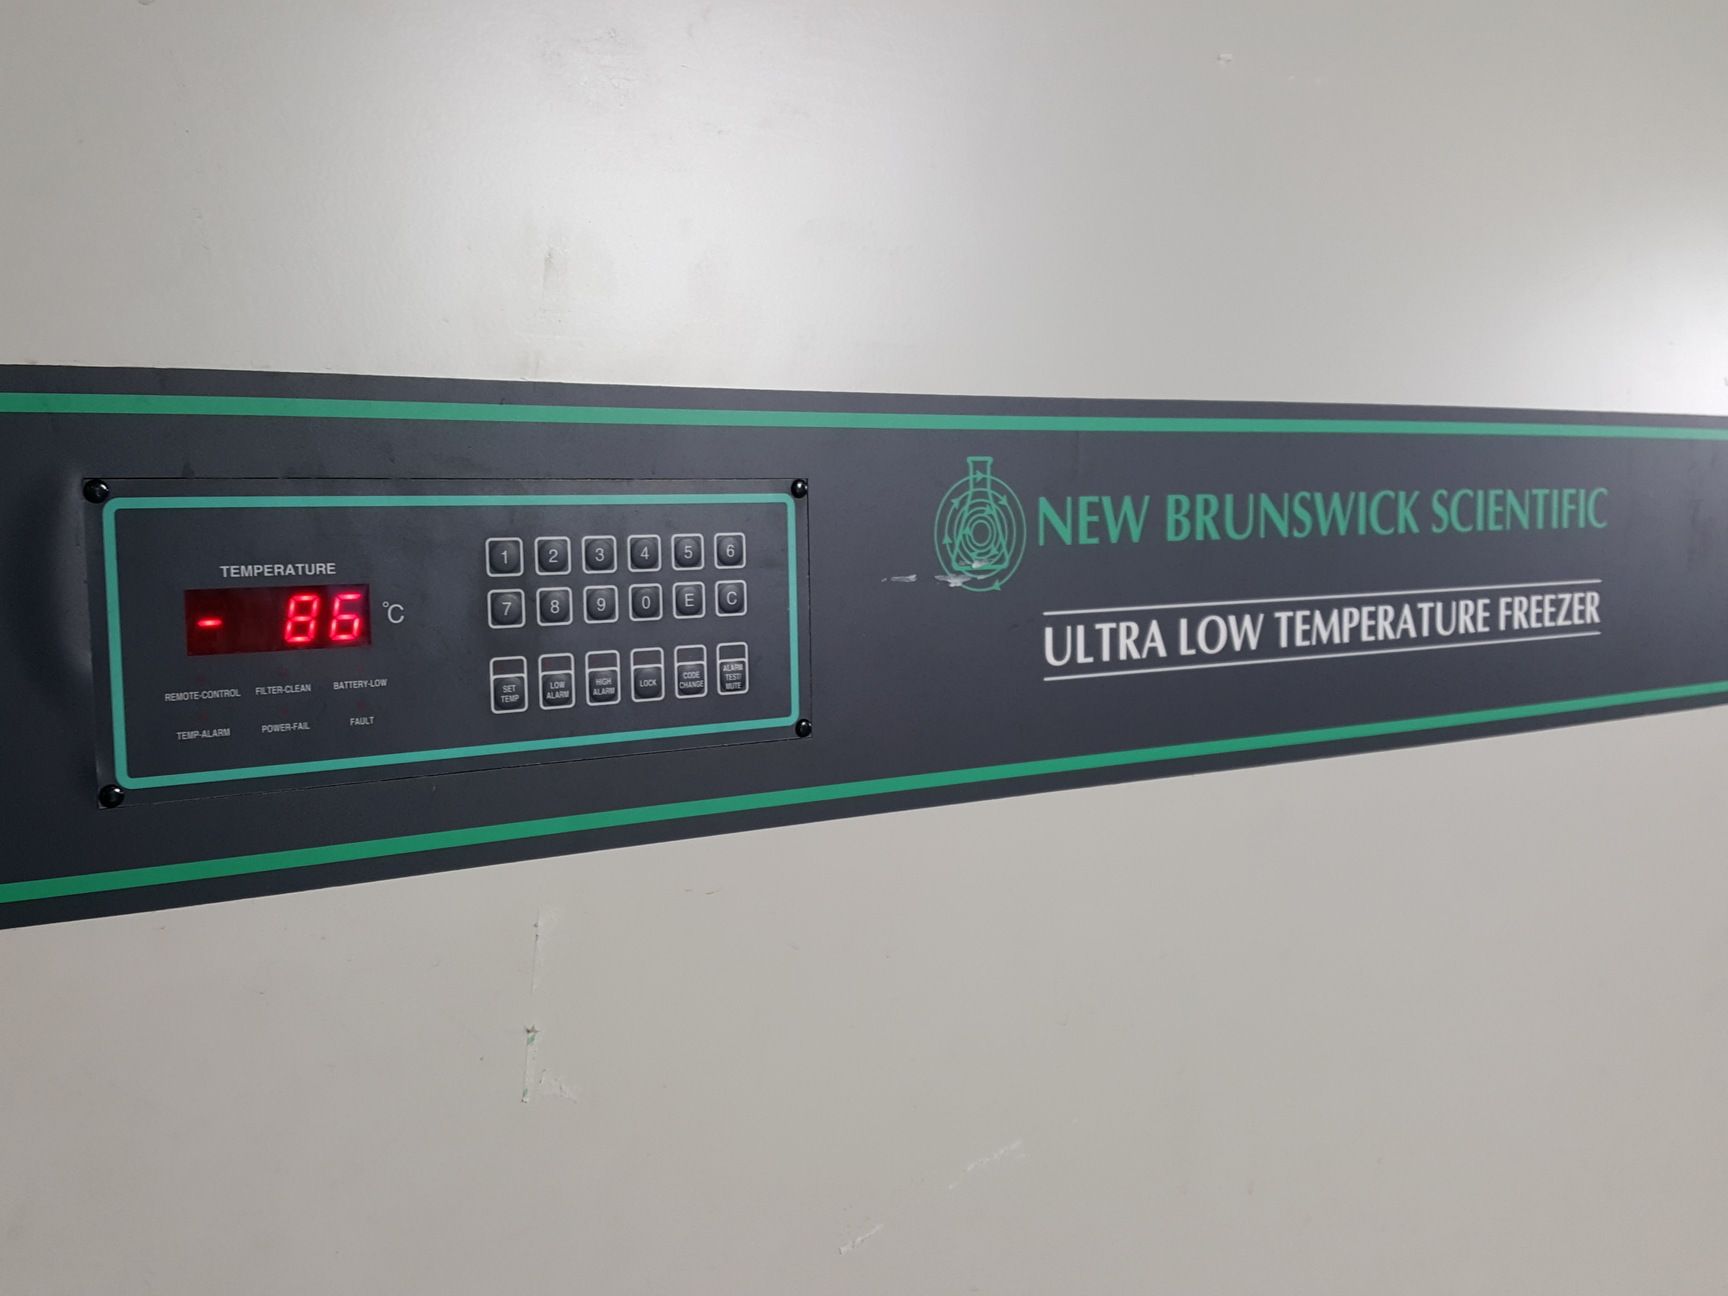 TEMPERATURE
- 86 °C
REMOTE-CONTROL FILTER-CLEAN BATTERY-LOW
TEMP-ALARM POWER-FAIL FAULT
1 2 3 4 5 6
7 8 9 0 E C
SET TEMP
LOW ALARM
HIGH ALARM
LOCK
CODE CHANGE
ALARM TEST/ MUTE
NEW BRUNSWICK SCIENTIFIC
ULTRA LOW TEMPERATURE FREEZER